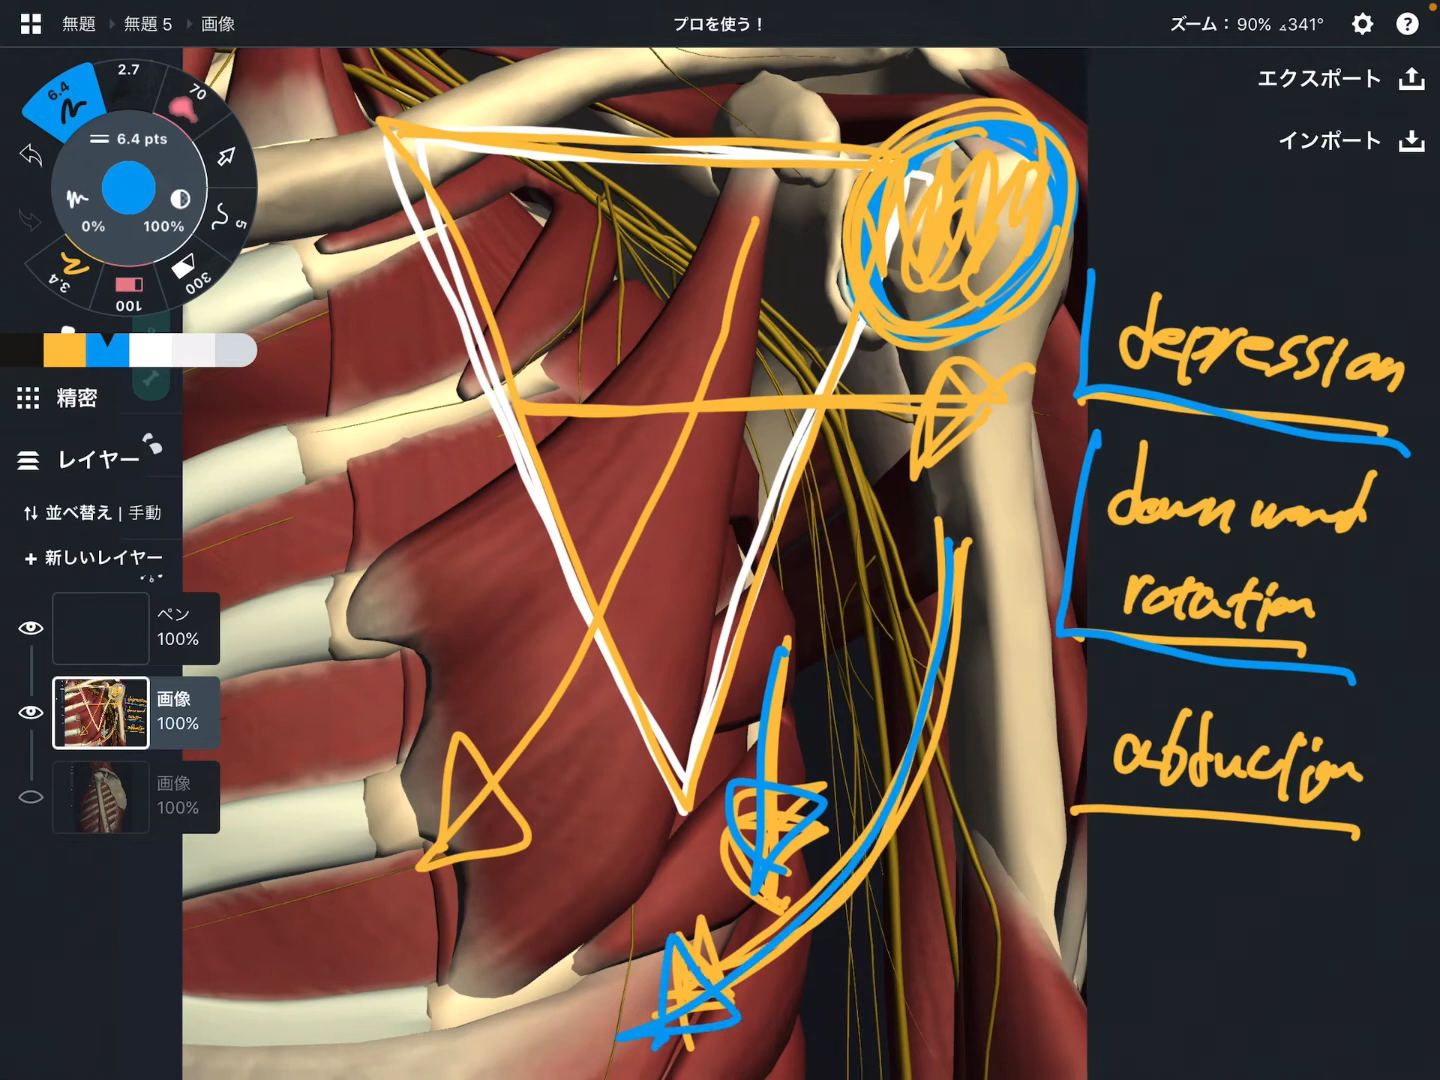 無題 無題 5 画像
プロを使う！
ズーム： 90% ⦛341°
エクスポート
インポート
2.7
70
6.4
6.4 pts
0% 100%
5
300
100
3.4
精密
レイヤー
並べ替え | 手動
+ 新しいレイヤー
ペン
100%
画像
100%
画像
100%
depression
downward
rotation
abduction